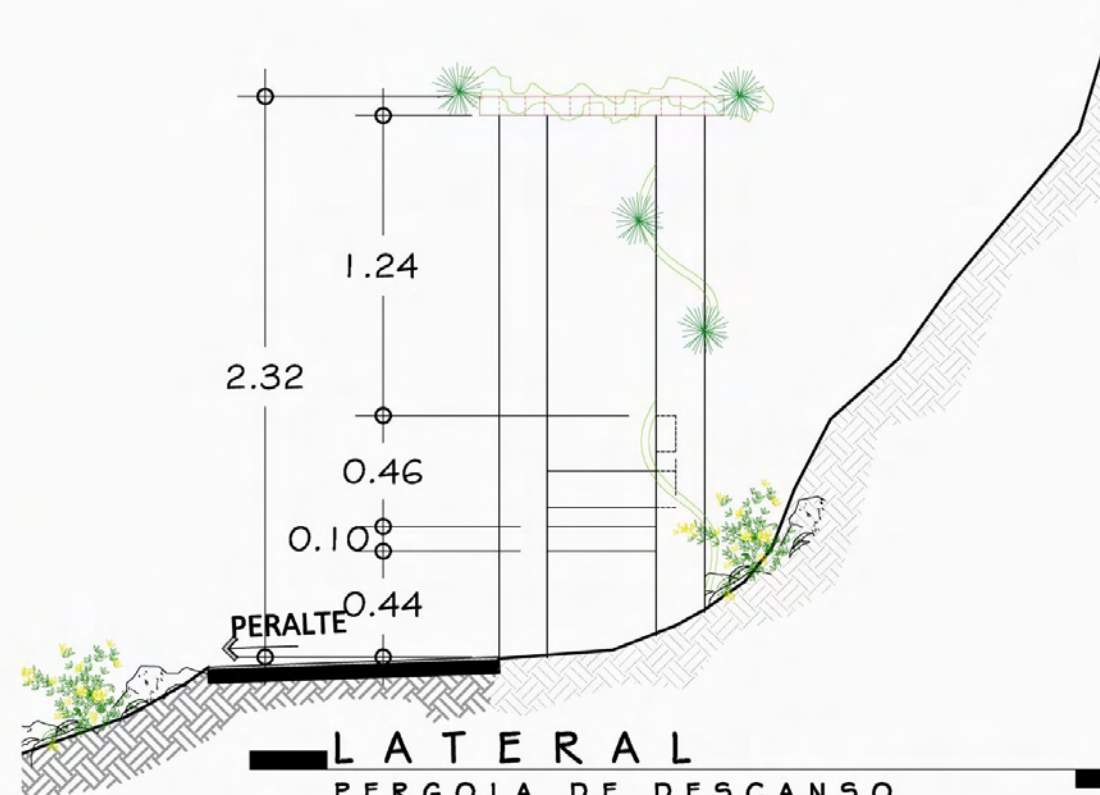 1.24
2.32
0.46
0.10
0.44
PERALTE
LATERAL
PERGOLA DE DESCANSO